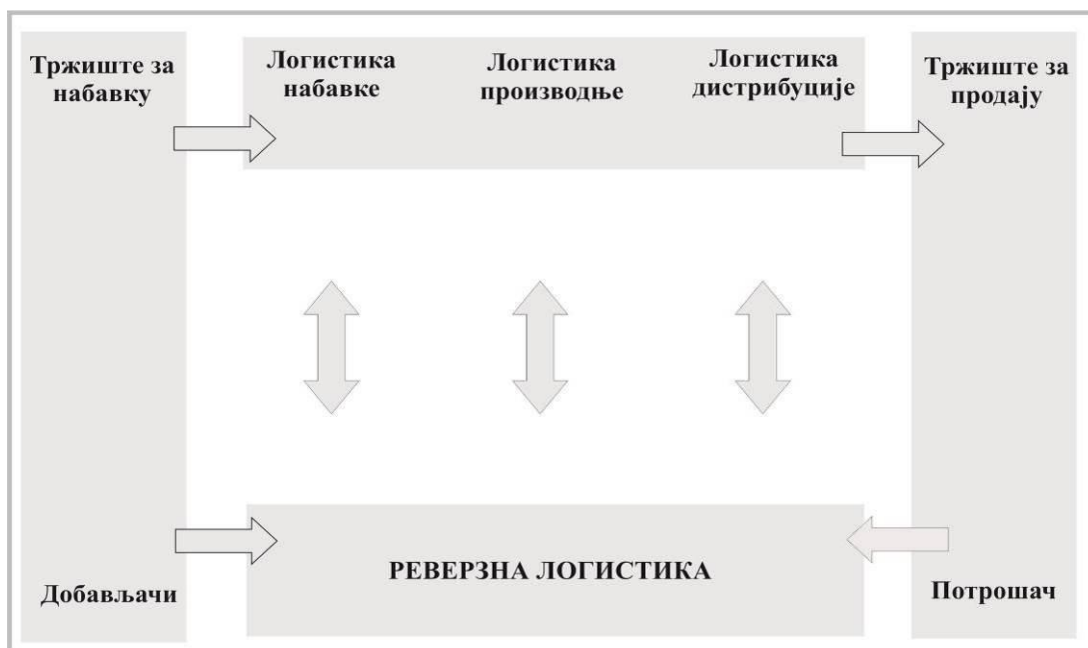 Тржиште за
набавку
Логистика
набавке
Логистика
производње
Логистика
дистрибуције
Тржиште за
продају
Добављачи
РЕВЕРЗНА ЛОГИСТИКА
Потрошач